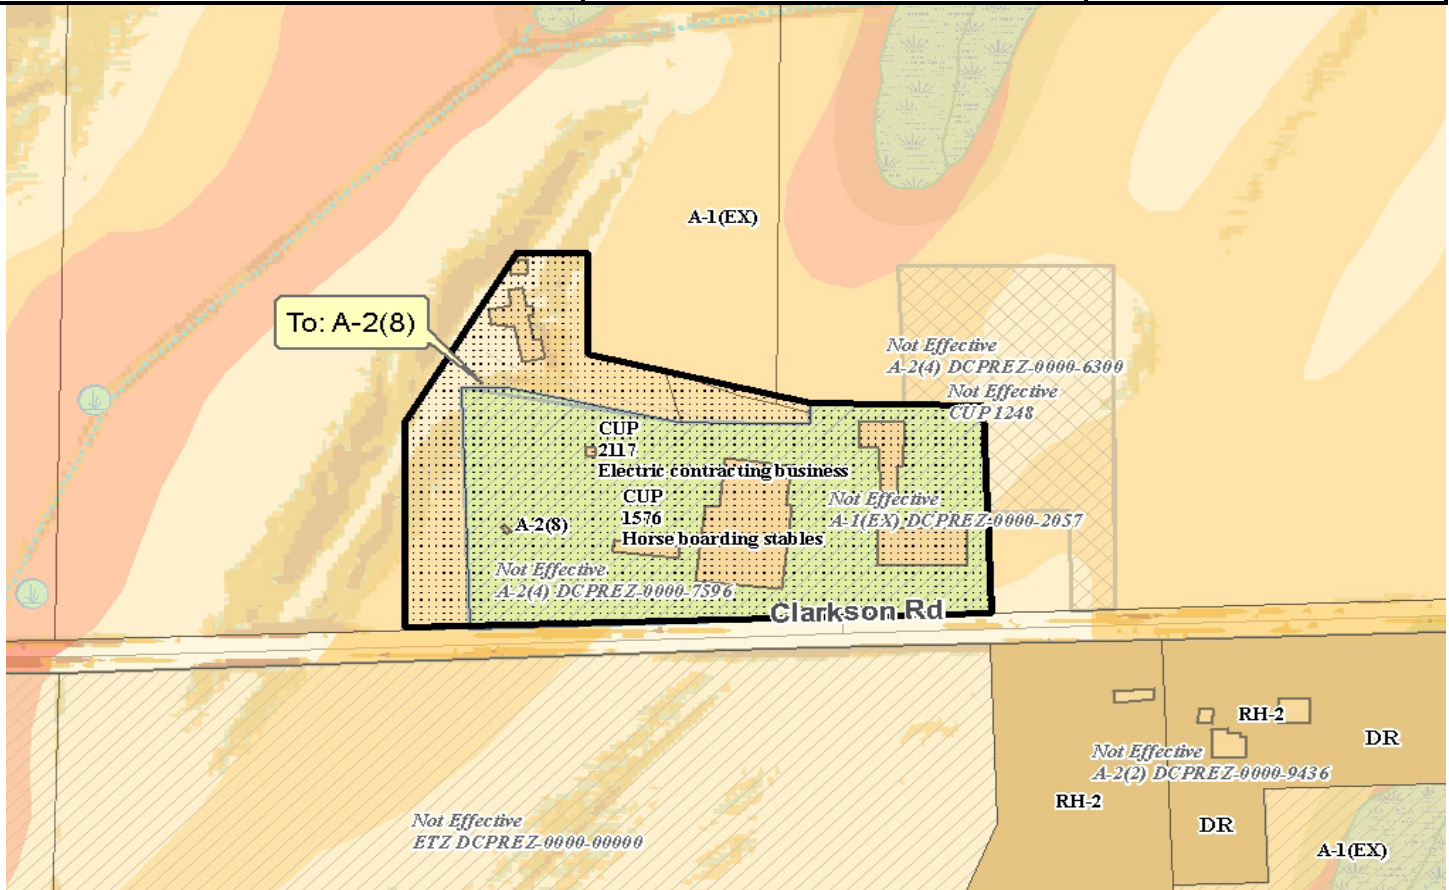 A-1(EX)
To: A-2(8)
Not Effective
A-2(4) DCPREZ-0000-6300
Not Effective
CUP 1248
CUP
2117
Electric contracting business
CUP
1576
Horse boarding stables
Not Effective
A-1(EX) DCPREZ-0000-2057
A-2(8)
Not Effective
A-2(4) DCPREZ-0000-7596
Clarkson Rd
RH-2
DR
Not Effective
A-2(2) DCPREZ-0000-9436
RH-2
DR
Not Effective
ETZ DCPREZ-0000-00000
A-1(EX)